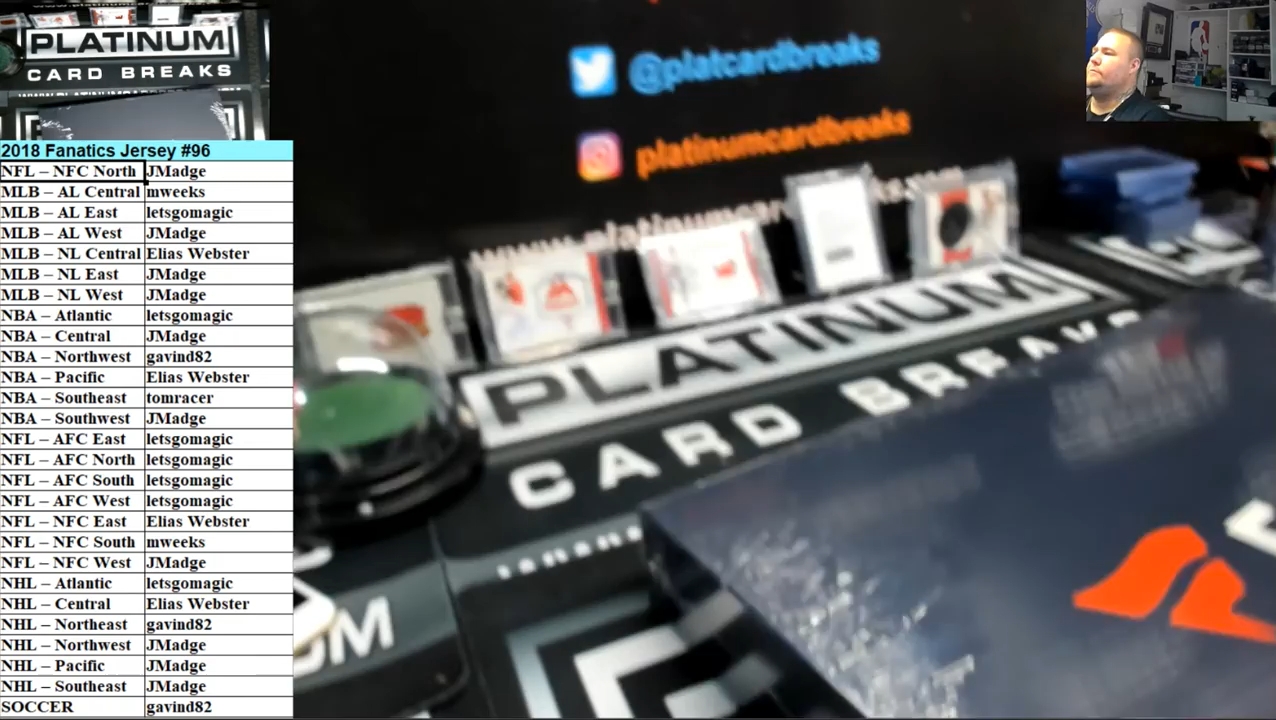 PLATINUM
CARD BREAKS
@platcardbreaks
platinumcardbreaks
2018 Fanatics Jersey #96
NFL – NFC North JMadge
MLB – AL Central mweeks
MLB – AL East letsgomagic
MLB – AL West JMadge
MLB – NL Central Elias Webster
MLB – NL East JMadge
MLB – NL West JMadge
NBA – Atlantic letsgomagic
NBA – Central JMadge
NBA – Northwest gavind82
NBA – Pacific Elias Webster
NBA – Southeast tomracer
NBA – Southwest JMadge
NFL – AFC East letsgomagic
NFL – AFC North letsgomagic
NFL – AFC South letsgomagic
NFL – AFC West letsgomagic
NFL – NFC East Elias Webster
NFL – NFC South mweeks
NFL – NFC West JMadge
NHL – Atlantic letsgomagic
NHL – Central Elias Webster
NHL – Northeast gavind82
NHL – Northwest JMadge
NHL – Pacific JMadge
NHL – Southeast JMadge
SOCCER gavind82
PLATINUM
CARD BREAKS